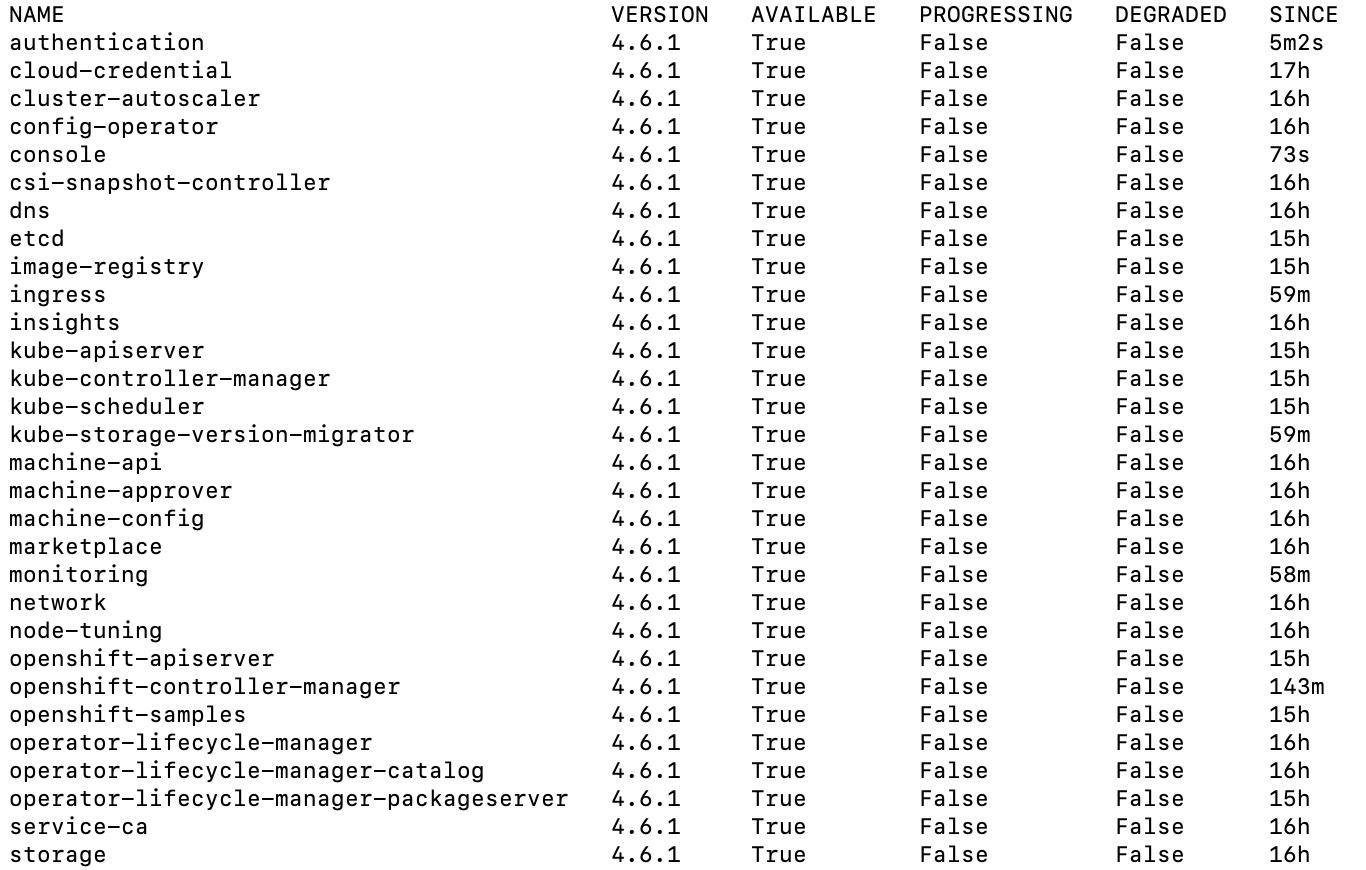 NAME VERSION AVAILABLE PROGRESSING DEGRADED SINCE
authentication 4.6.1 True False False 5m2s
cloud-credential 4.6.1 True False False 17h
cluster-autoscaler 4.6.1 True False False 16h
config-operator 4.6.1 True False False 16h
console 4.6.1 True False False 73s
csi-snapshot-controller 4.6.1 True False False 16h
dns 4.6.1 True False False 16h
etcd 4.6.1 True False False 15h
image-registry 4.6.1 True False False 15h
ingress 4.6.1 True False False 59m
insights 4.6.1 True False False 16h
kube-apiserver 4.6.1 True False False 15h
kube-controller-manager 4.6.1 True False False 15h
kube-scheduler 4.6.1 True False False 15h
kube-storage-version-migrator 4.6.1 True False False 59m
machine-api 4.6.1 True False False 16h
machine-approver 4.6.1 True False False 16h
machine-config 4.6.1 True False False 16h
marketplace 4.6.1 True False False 16h
monitoring 4.6.1 True False False 58m
network 4.6.1 True False False 16h
node-tuning 4.6.1 True False False 16h
openshift-apiserver 4.6.1 True False False 15h
openshift-controller-manager 4.6.1 True False False 143m
openshift-samples 4.6.1 True False False 15h
operator-lifecycle-manager 4.6.1 True False False 16h
operator-lifecycle-manager-catalog 4.6.1 True False False 16h
operator-lifecycle-manager-packageserver 4.6.1 True False False 15h
service-ca 4.6.1 True False False 16h
storage 4.6.1 True False False 16h